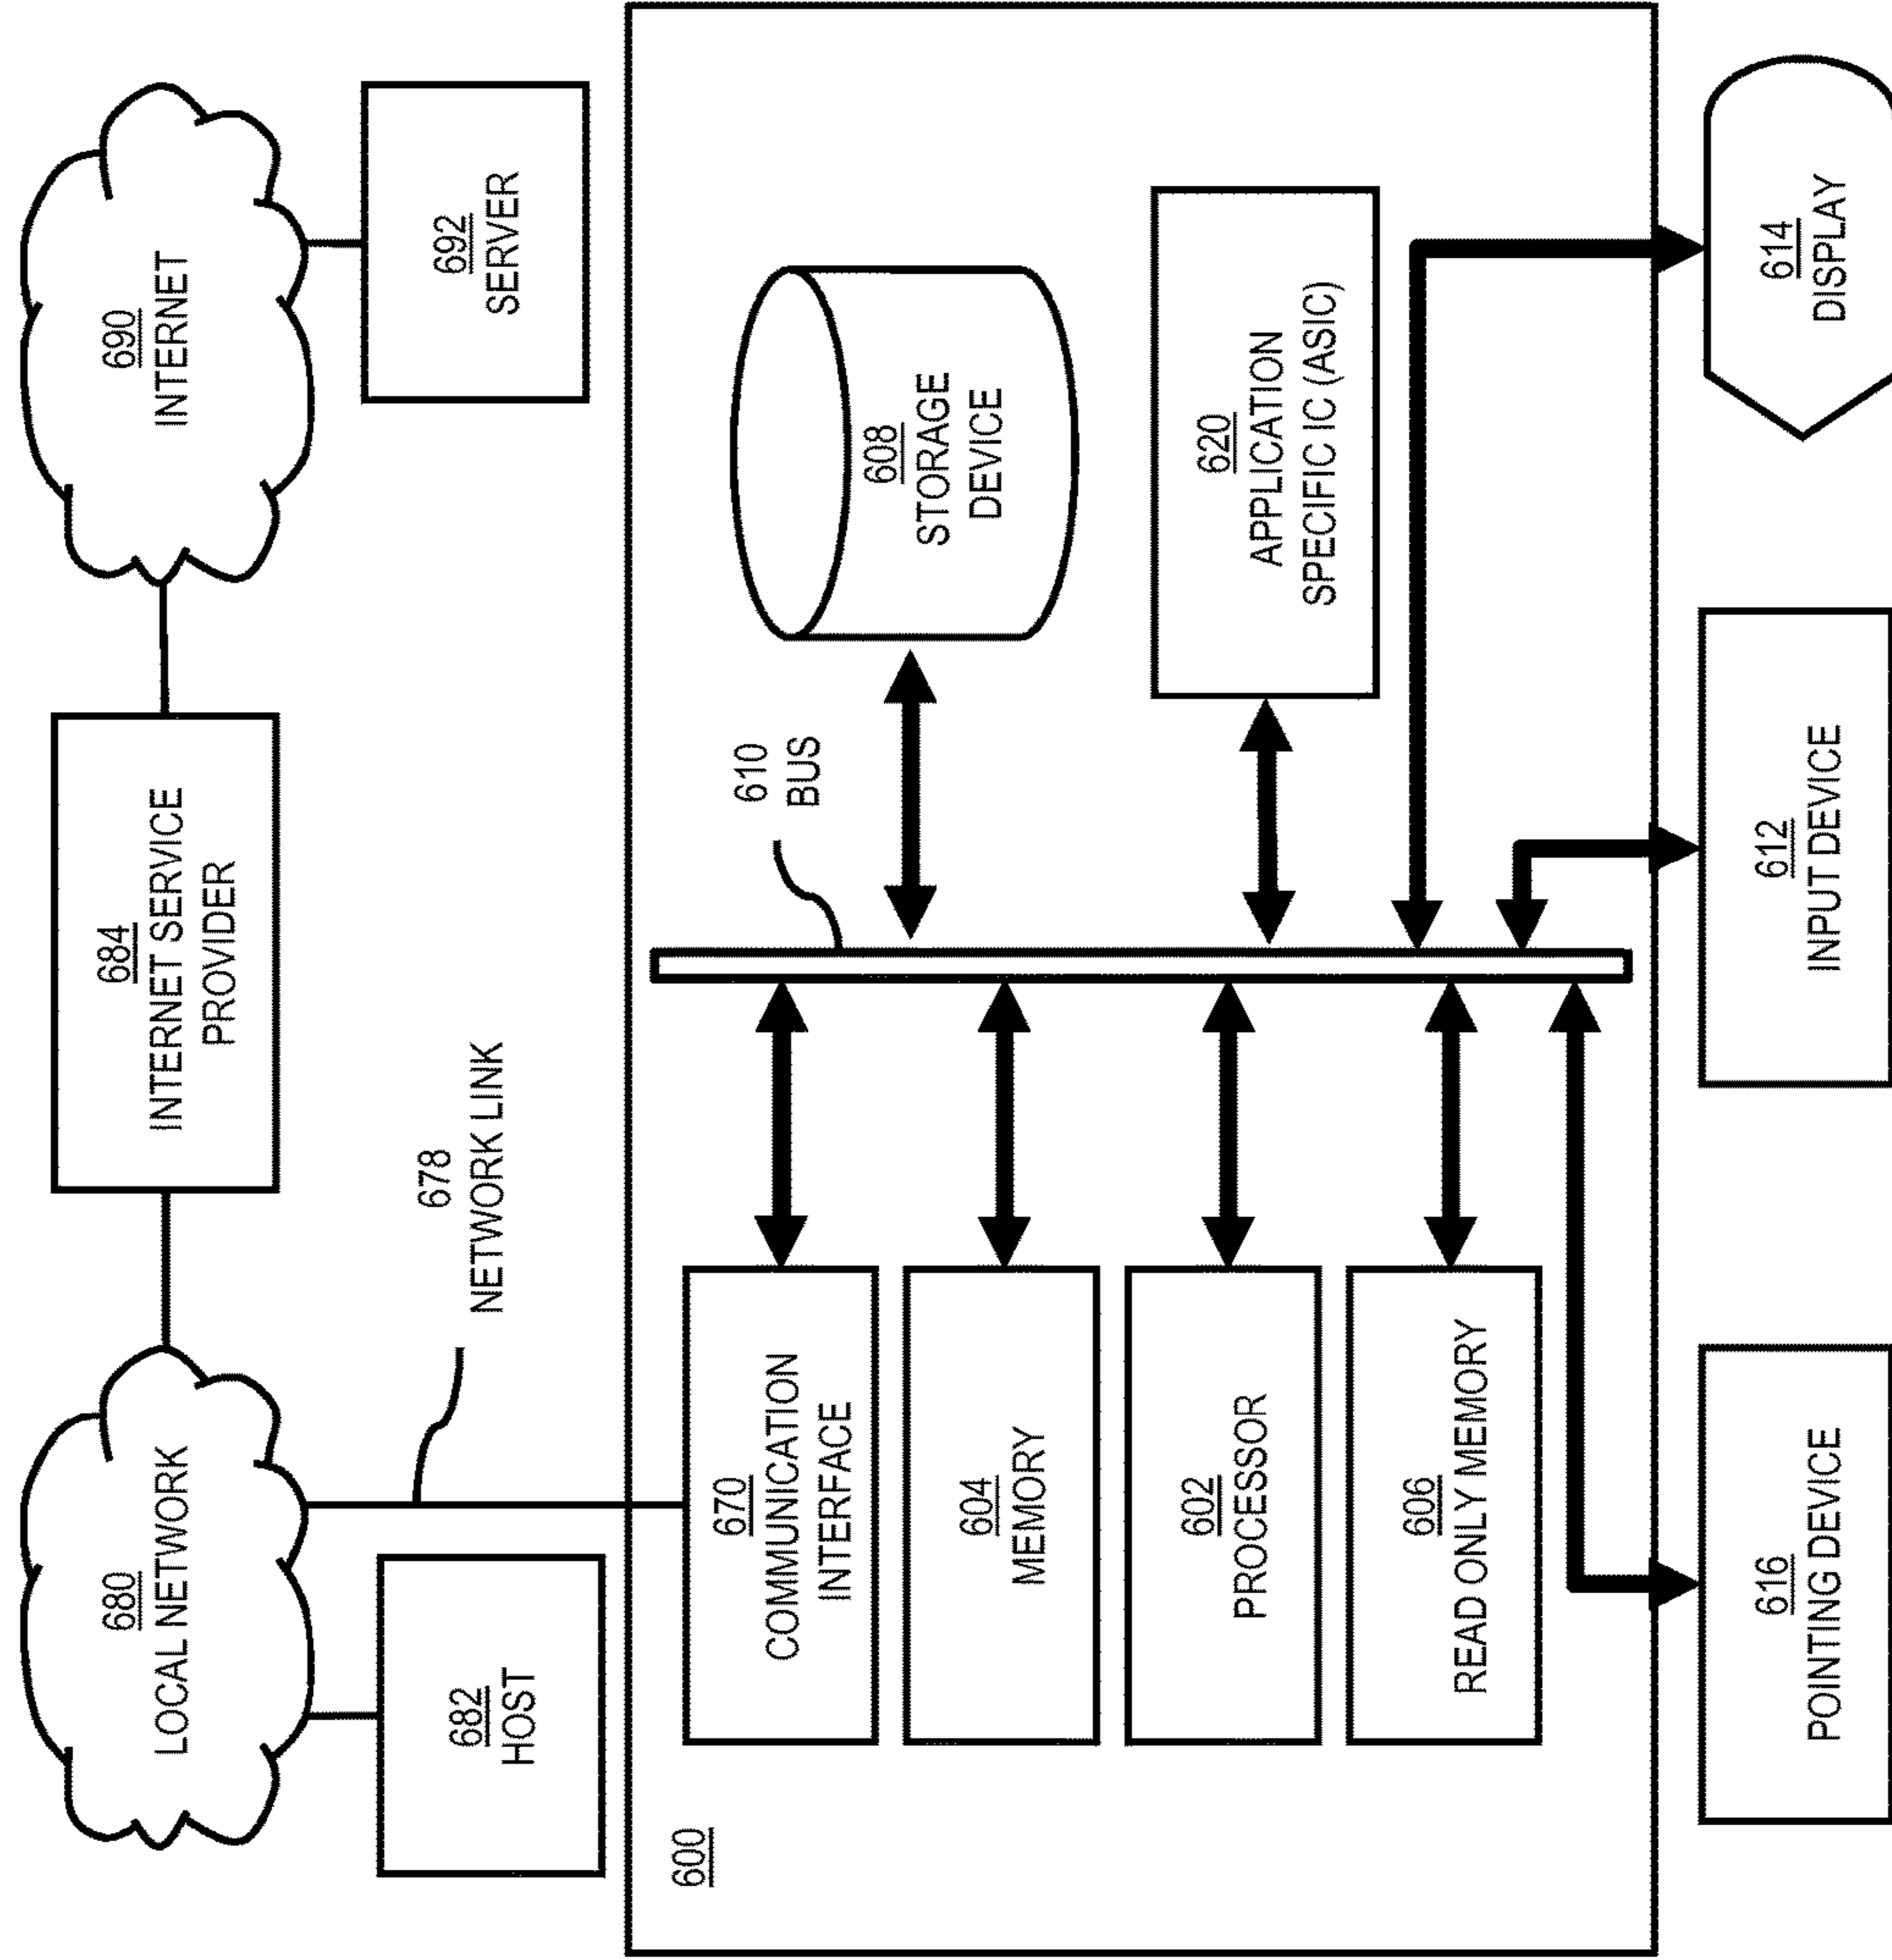 680
LOCAL NETWORK
684
INTERNET SERVICE
PROVIDER
690
INTERNET
682
HOST
678
NETWORK LINK
692
SERVER
600
670
COMMUNICATION
INTERFACE
610
BUS
604
MEMORY
608
STORAGE
DEVICE
602
PROCESSOR
620
APPLICATION
SPECIFIC IC (ASIC)
606
READ ONLY MEMORY
616
POINTING DEVICE
612
INPUT DEVICE
614
DISPLAY